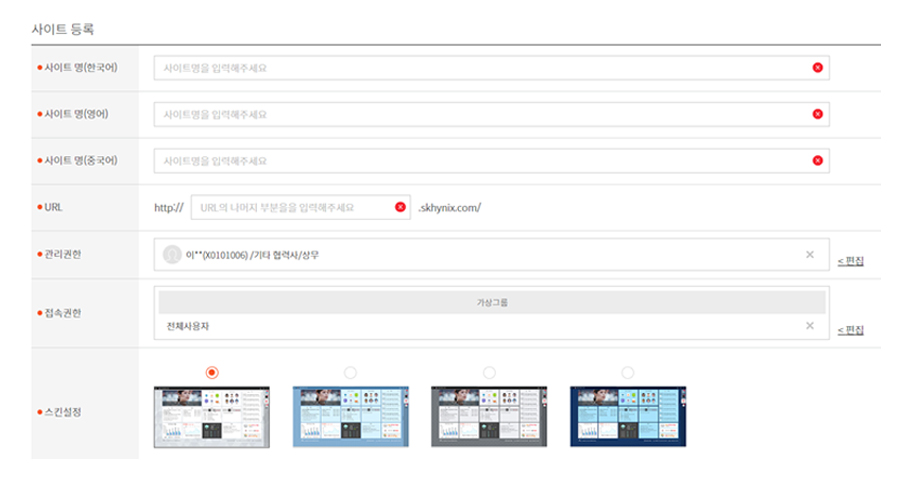 사이트 등록
사이트 명(한국어)
사이트명을 입력해주세요
사이트 명(영어)
사이트명을 입력해주세요
사이트 명(중국어)
사이트명을 입력해주세요
URL
http://
URL의 나머지 부분을을 입력해주세요
.skhynix.com/
관리권한
이**(X0101006) /기타 협력사/상무
< 편집
접속권한
가상그룹
전체사용자
< 편집
스킨설정